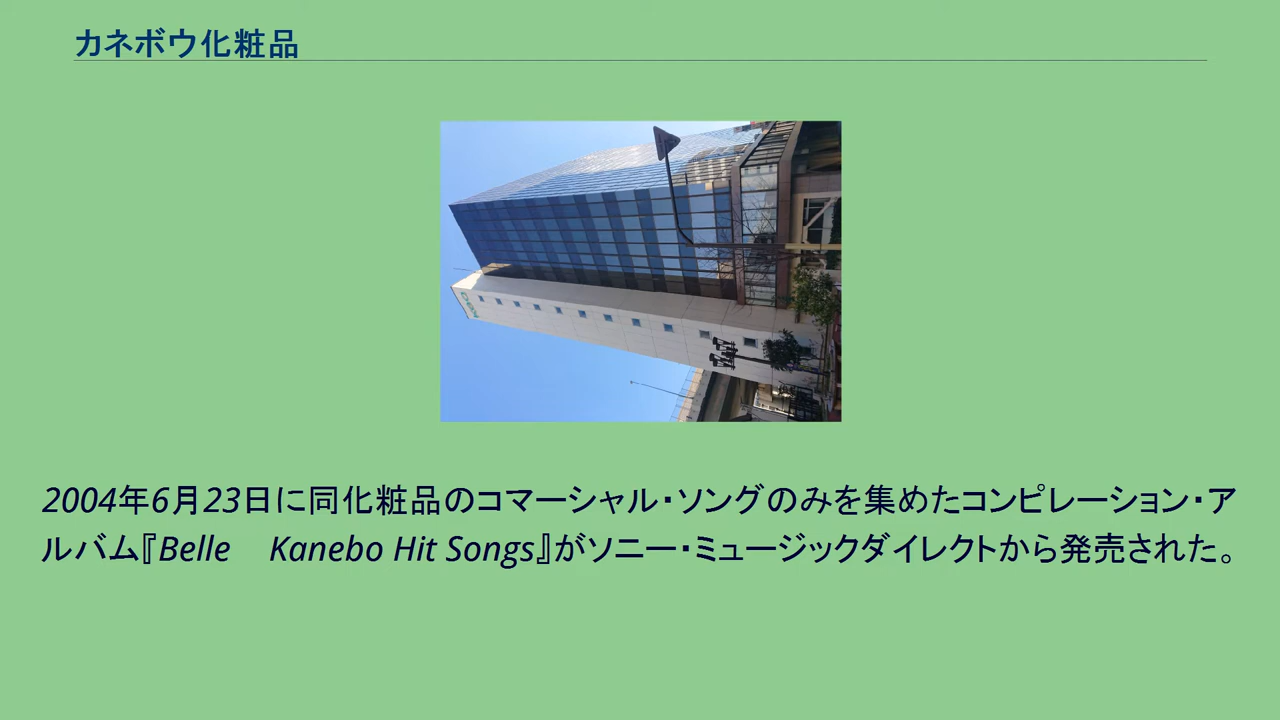 カネボウ化粧品
2004年6月23日に同化粧品のコマーシャル・ソングのみを集めたコンピレーション・ア
ルバム『Belle　Kanebo Hit Songs』がソニー・ミュージックダイレクトから発売された。